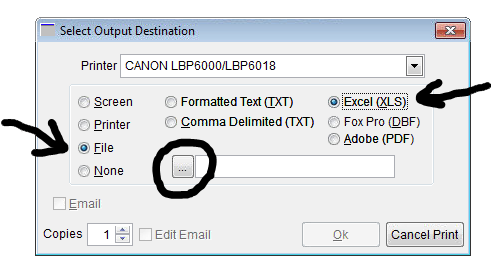 Select Output Destination
Printer CANON LBP6000/LBP6018
Screen Formatted Text (TXT) Excel (XLS)
Printer Comma Delimited (TXT) Fox Pro (DBF)
File Adobe (PDF)
None ...
Email
Copies 1 Edit Email Ok Cancel Print